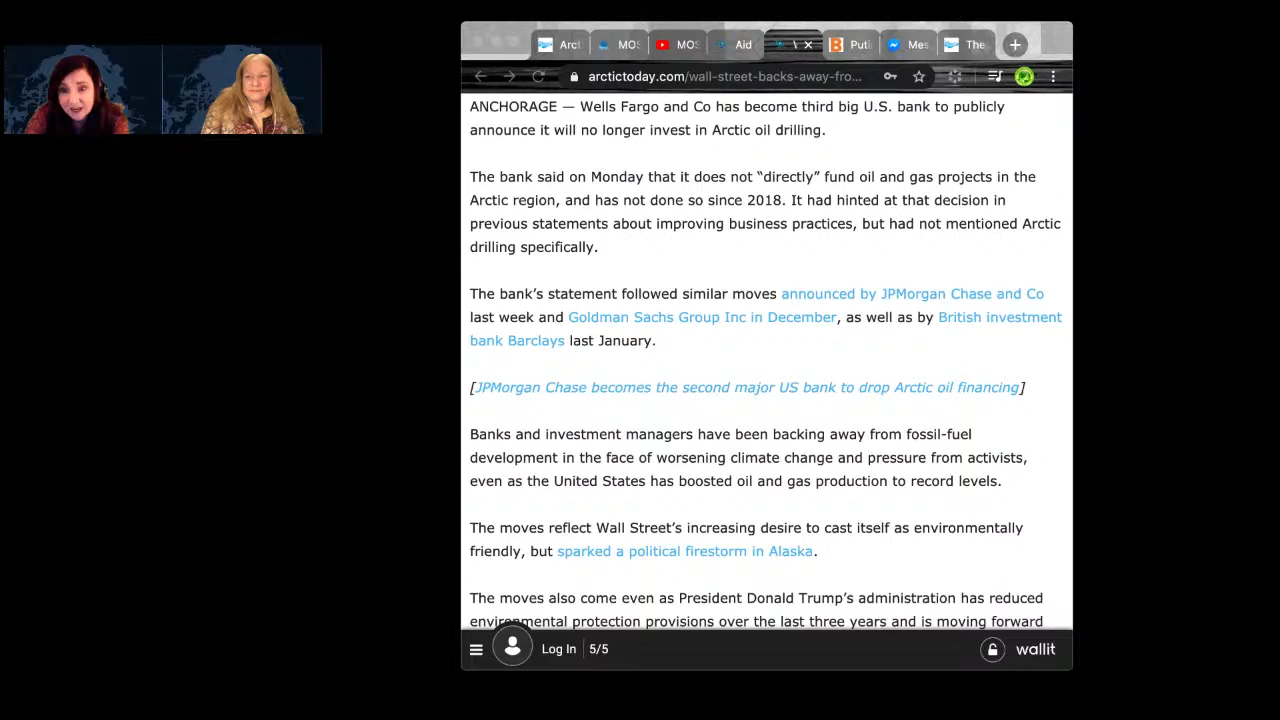 Arct
MOS
MOS
Aid
Puti
Mes
The
arctictoday.com/wall-street-backs-away-fro...
ANCHORAGE — Wells Fargo and Co has become third big U.S. bank to publicly
announce it will no longer invest in Arctic oil drilling.
The bank said on Monday that it does not “directly” fund oil and gas projects in the
Arctic region, and has not done so since 2018. It had hinted at that decision in
previous statements about improving business practices, but had not mentioned Arctic
drilling specifically.
The bank’s statement followed similar moves announced by JPMorgan Chase and Co
last week and Goldman Sachs Group Inc in December, as well as by British investment
bank Barclays last January.
[JPMorgan Chase becomes the second major US bank to drop Arctic oil financing]
Banks and investment managers have been backing away from fossil-fuel
development in the face of worsening climate change and pressure from activists,
even as the United States has boosted oil and gas production to record levels.
The moves reflect Wall Street’s increasing desire to cast itself as environmentally
friendly, but sparked a political firestorm in Alaska.
The moves also come even as President Donald Trump’s administration has reduced
environmental protection provisions over the last three years and is moving forward
Log In 5/5
wallit